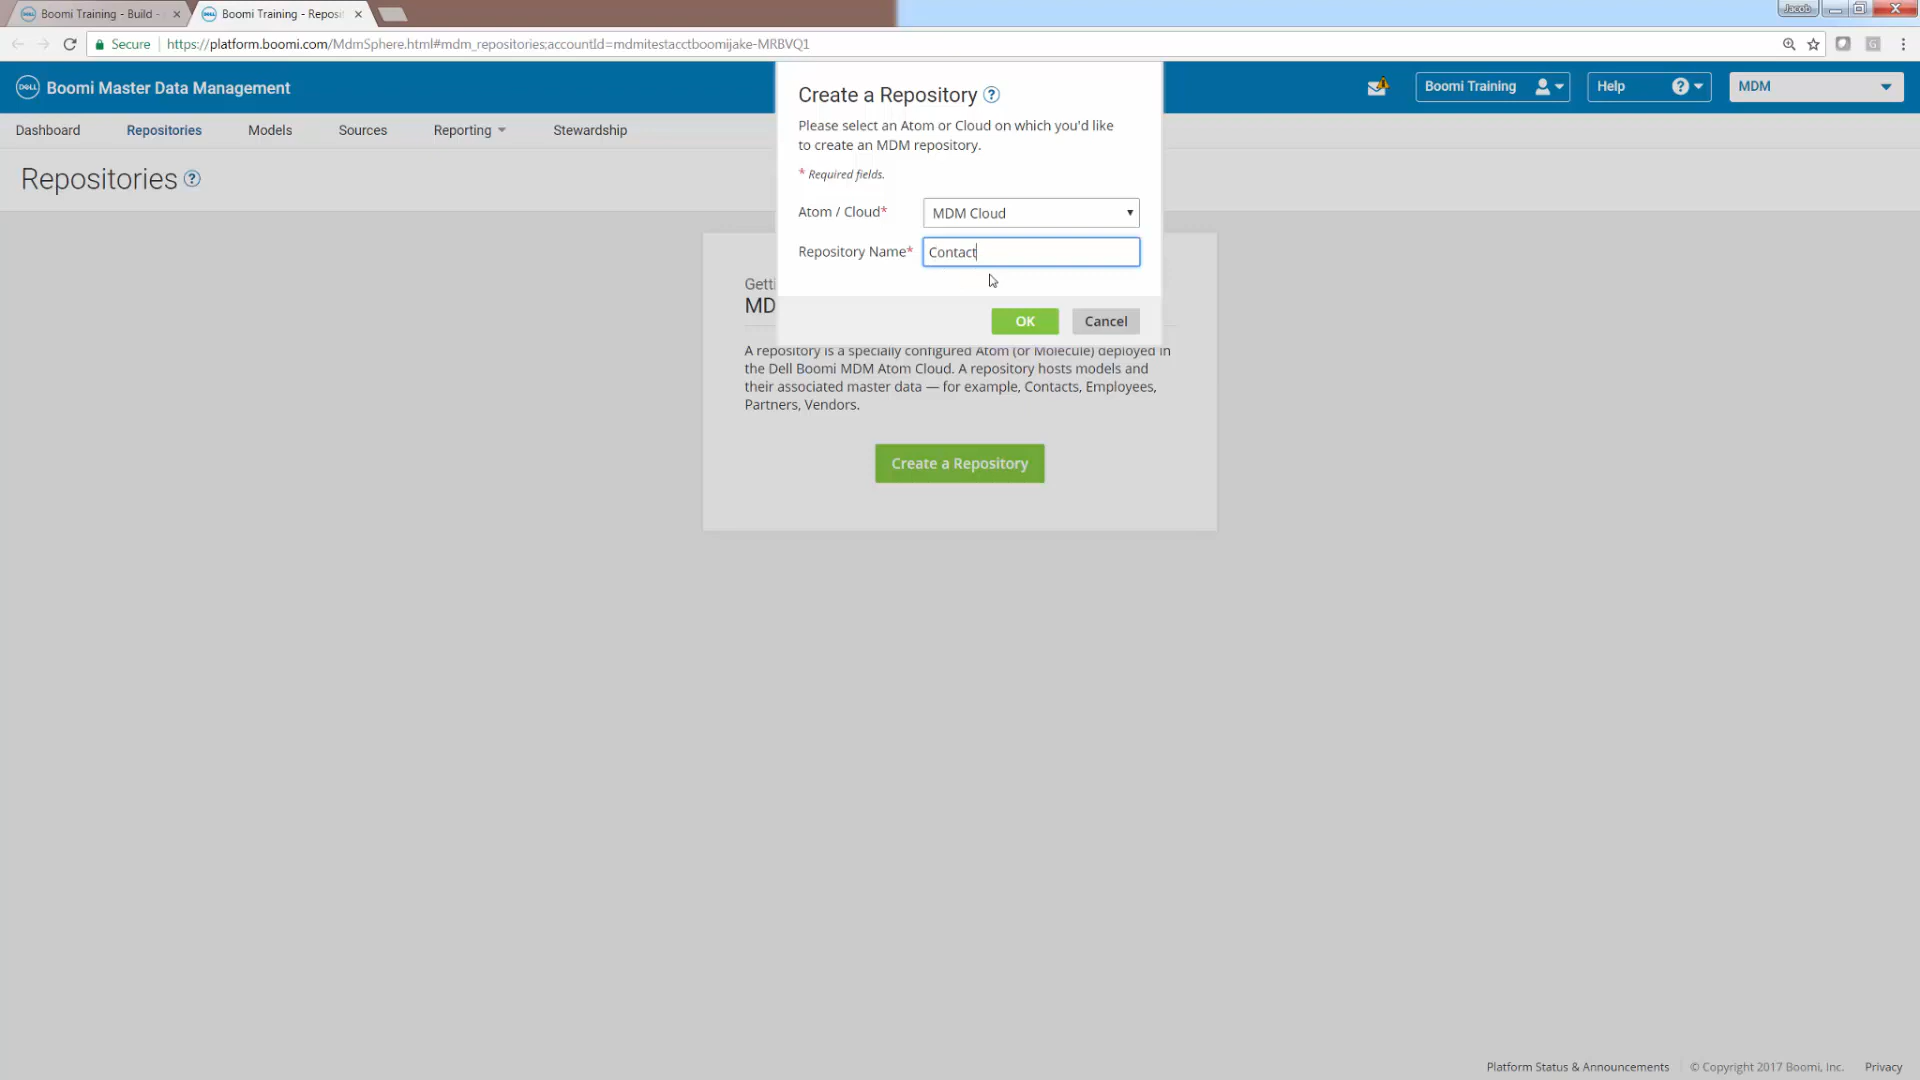 Boomi Training - Build -
Boomi Training - Reposi
Jacob
Secure
https://platform.boomi.com/MdmSphere.html#mdm_repositories;accountId=mdmitestacctboomijake-MRBVQ1
DELL
Boomi Master Data Management
Boomi Training
Help
MDM
Dashboard
Repositories
Models
Sources
Reporting
Stewardship
Repositories
Create a Repository
Please select an Atom or Cloud on which you'd like
to create an MDM repository.
* Required fields.
Atom / Cloud*
MDM Cloud
Repository Name*
Contact
OK
Cancel
Getti
MD
A repository is a specially configured Atom (or Molecule) deployed in
the Dell Boomi MDM Atom Cloud. A repository hosts models and
their associated master data — for example, Contacts, Employees,
Partners, Vendors.
Create a Repository
Platform Status & Announcements
© Copyright 2017 Boomi, Inc.
Privacy